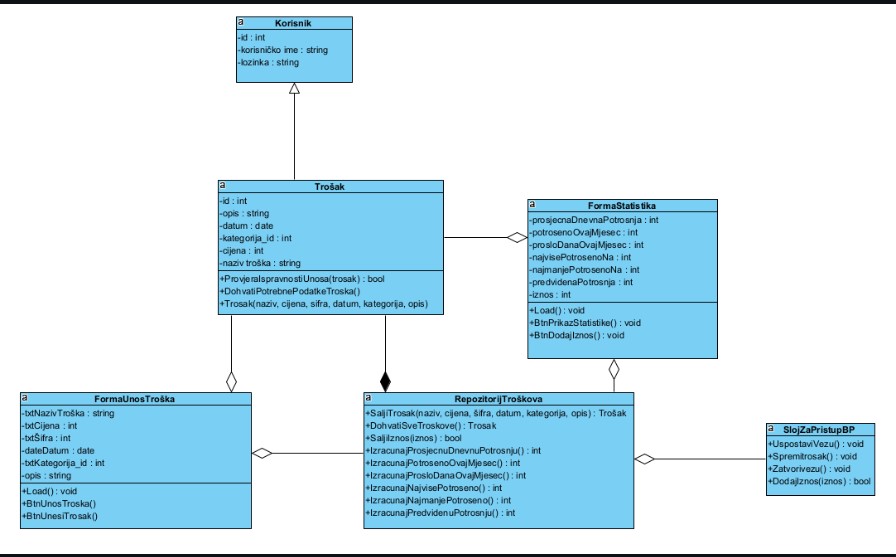 a
Korisnik
-id : int
-korisničko ime : string
-lozinka : string
a
Trošak
-id : int
-opis : string
-datum : date
-kategorija_id : int
-cijena : int
-naziv troška : string
+ProvjeraIspravnostiUnosa(trosak) : bool
+DohvatiPotrebnePodatkeTroska()
+Trosak(naziv, cijena, sifra, datum, kategorija, opis)
a
FormaStatistika
-prosjecnaDnevnaPotrosnja : int
-potrosenoOvajMjesec : int
-prosloDanaOvajMjesec : int
-najvisePotrosenoNa : int
-najmanjePotrosenoNa : int
-predvidenaPotrosnja : int
-iznos : int
+Load() : void
+BtnPrikazStatistike() : void
+BtnDodajIznos() : void
a
FormaUnosTroška
-txtNazivTroška : string
-txtCijena : int
-txtŠifra : int
-dateDatum : date
-txtKategorija_id : int
-opis : string
+Load() : void
+BtnUnosTroska()
+BtnUnesiTrosak()
a
RepozitorijTroškova
+SaljiTrosak(naziv, cijena, šifra, datum, kategorija, opis) : Trošak
+DohvatiSveTroskove() : Trosak
+SaljiIznos(iznos) : bool
+IzracunajProsjecnuDnevnuPotrosnju() : int
+IzracunajPotrosenoOvajMjesec() : int
+IzracunajProsloDanaOvajMjesec() : int
+IzracunajNajvisePotroseno() : int
+IzracunajNajmanjePotroseno() : int
+IzracunajPredvidenuPotrosnju() : int
a
SlojZaPristupBP
+UspostaviVezu() : void
+Spremitrosak() : void
+Zatvorivezu() : void
+DodajIznos(iznos) : bool